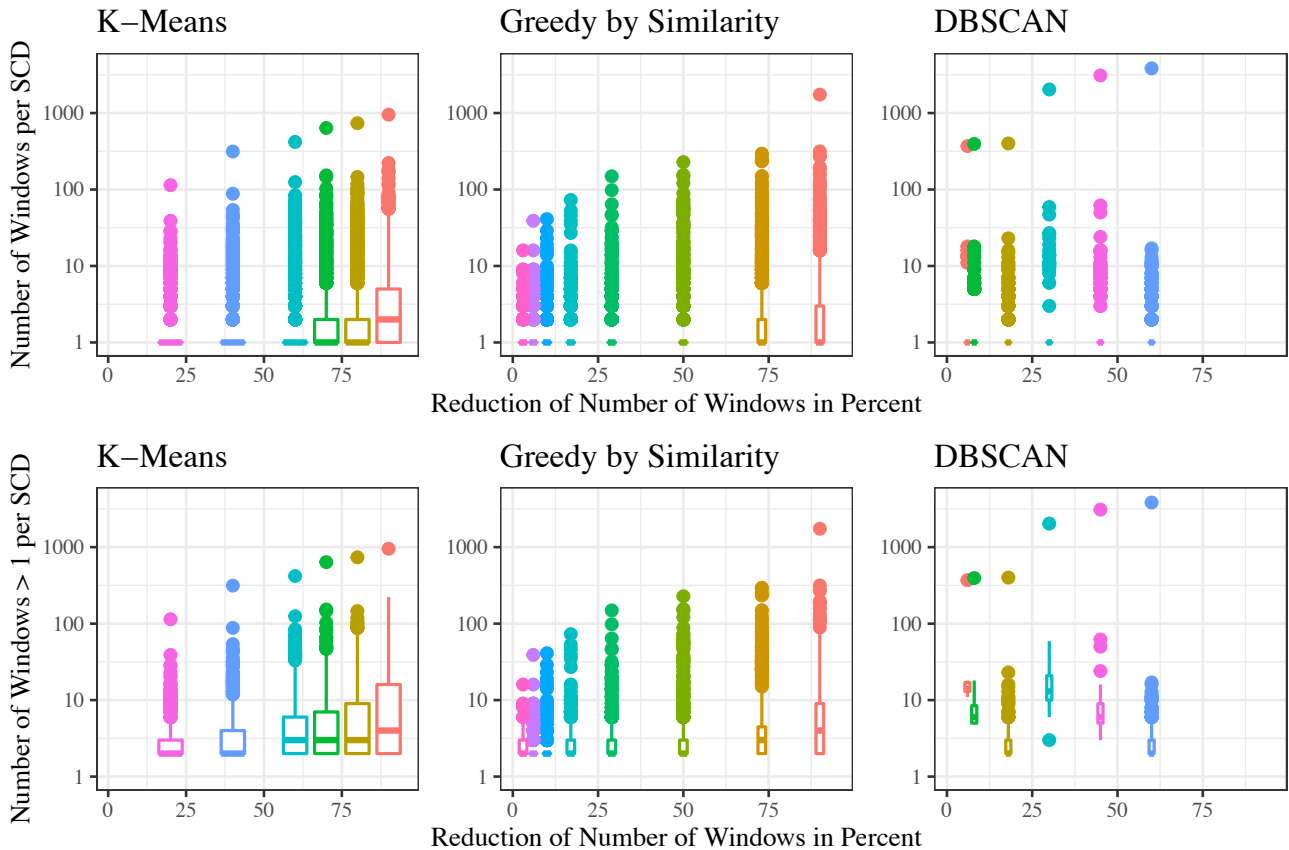 K−Means
Greedy by Similarity
DBSCAN
Number of Windows per SCD
1000
100
10
1
1000
100
10
1
1000
100
10
1
0 25 50 75
0 25 50 75
0 25 50 75
Reduction of Number of Windows in Percent
K−Means
Greedy by Similarity
DBSCAN
Number of Windows > 1 per SCD
1000
100
10
1
1000
100
10
1
1000
100
10
1
0 25 50 75
0 25 50 75
0 25 50 75
Reduction of Number of Windows in Percent